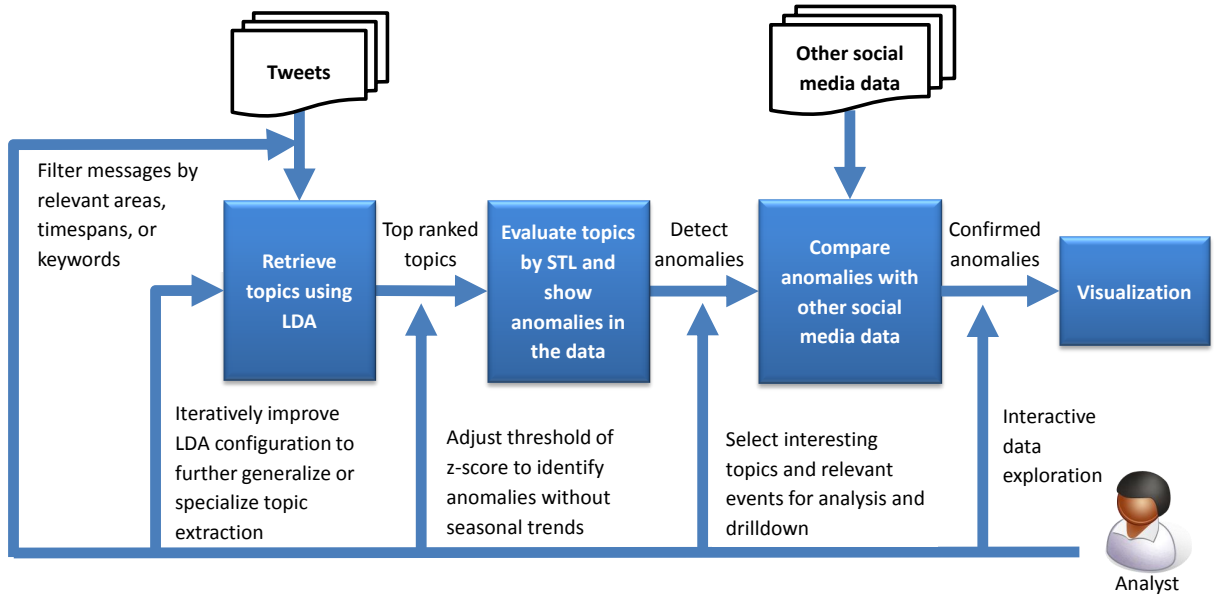 Tweets
Other social
media data
Filter messages by
relevant areas,
timespans, or
keywords
Retrieve
topics using
LDA
Top ranked
topics
Evaluate topics
by STL and
show
anomalies in
the data
Detect
anomalies
Compare
anomalies with
other social
media data
Confirmed
anomalies
Visualization
Iteratively improve
LDA configuration to
further generalize or
specialize topic
extraction
Adjust threshold of
z-score to identify
anomalies without
seasonal trends
Select interesting
topics and relevant
events for analysis and
drilldown
Interactive
data
exploration
Analyst